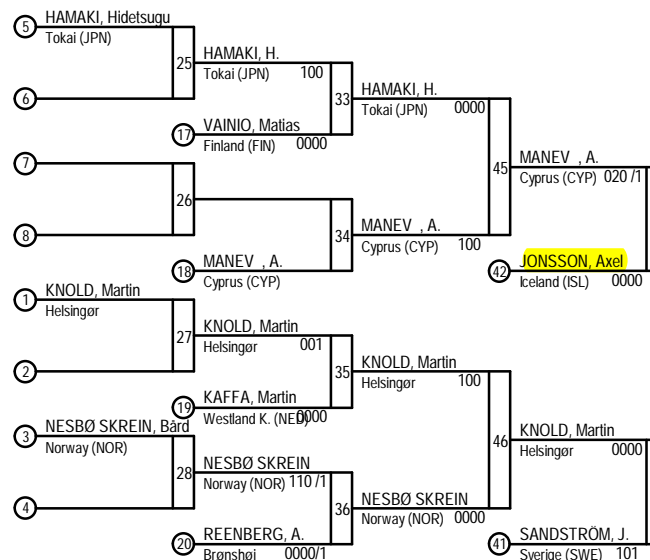 5 HAMAKI, Hidetsugu
Tokai (JPN)
25 HAMAKI, H.
Tokai (JPN) 100
6
33 HAMAKI, H.
Tokai (JPN) 0000
17 VAINIO, Matias
Finland (FIN) 0000
7
45 MANEV , A.
Cyprus (CYP) 020 /1
26
8
34 MANEV , A.
Cyprus (CYP) 100
18 MANEV , A.
Cyprus (CYP)
42 JONSSON, Axel
Iceland (ISL) 0000
1 KNOLD, Martin
Helsingør
27 KNOLD, Martin
Helsingør 001
2
35 KNOLD, Martin
Helsingør 100
19 KAFFA, Martin
Westland K. (NED) 0000
3 NESBØ SKREIN, Bård
Norway (NOR)
46 KNOLD, Martin
Helsingør 0000
28 NESBØ SKREIN
Norway (NOR) 110 /1
4
36 NESBØ SKREIN
Norway (NOR) 0000
20 REENBERG, A.
Brønshøj 0000/1
41 SANDSTRÖM, J.
Sverige (SWE) 101